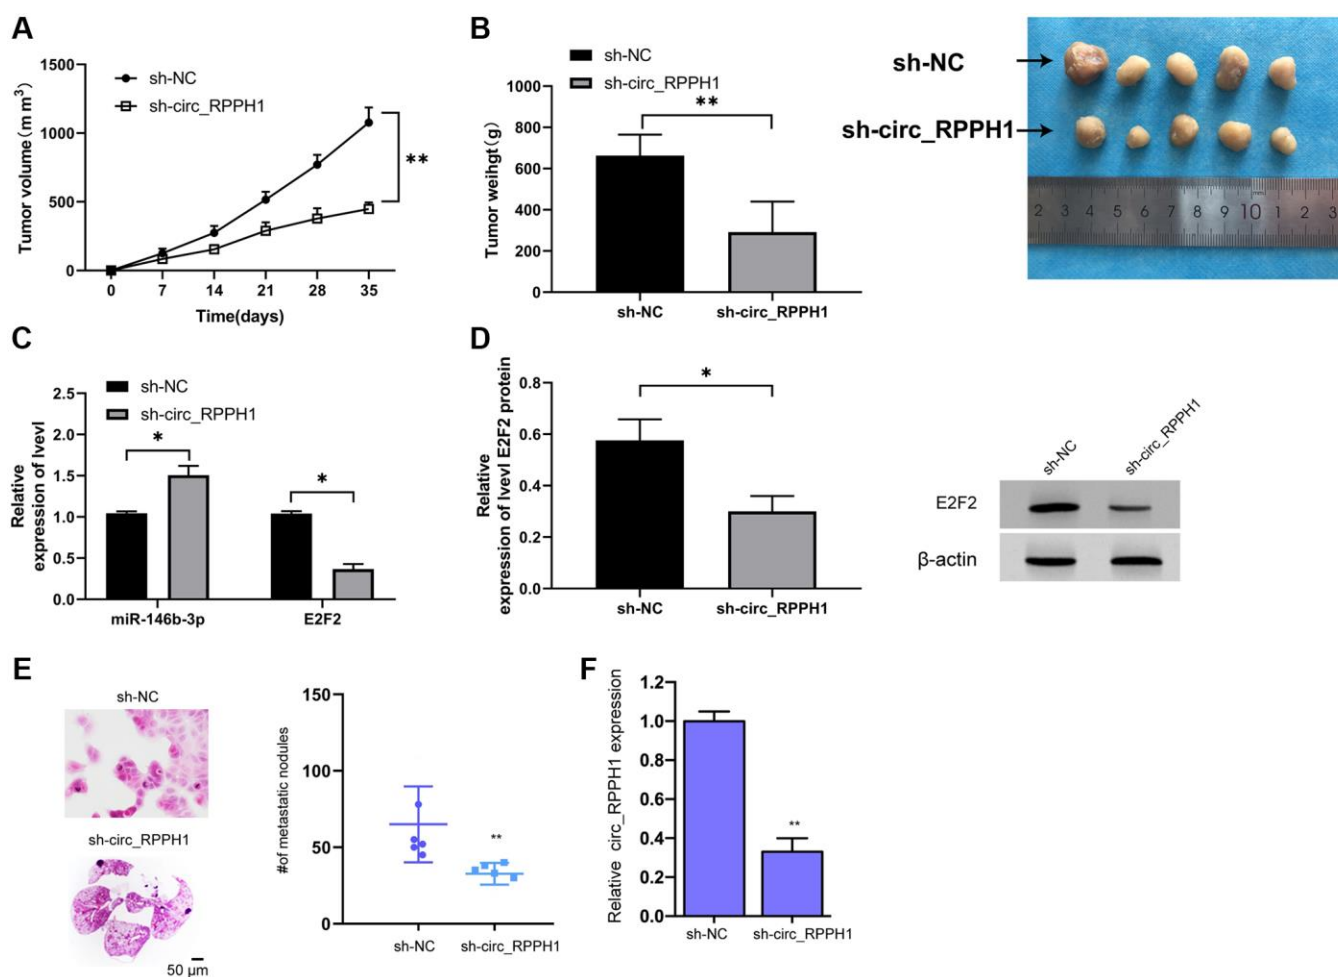 A
sh-NC
sh-circ_RPPH1
Tumor volume(mm³)
1500
1000
500
0
**
0 7 14 21 28 35
Time(days)
B
sh-NC
sh-circ_RPPH1
Tumor weihgt(g)
1000
800
600
400
200
0
**
sh-NC sh-circ_RPPH1
sh-NC
sh-circ_RPPH1
2 3 4 5 6 7 8 9 10 1 2 3
C
sh-NC
sh-circ_RPPH1
Relative
expression of lvevl
2.5
2.0
1.5
1.0
0.5
0.0
* *
miR-146b-3p E2F2
D
Relative
expression of lvevl E2F2 protein
0.8
0.6
0.4
0.2
0.0
*
sh-NC sh-circ_RPPH1
sh-NC sh-circ_RPPH1
E2F2
β-actin
E
sh-NC
sh-circ_RPPH1
50 μm
#of metastatic nodules
150
100
50
0
**
sh-NC sh-circ_RPPH1
F
Relative circ_RPPH1 expression
1.2
1.0
0.8
0.6
0.4
0.2
0.0
**
sh-NC sh-circ_RPPH1